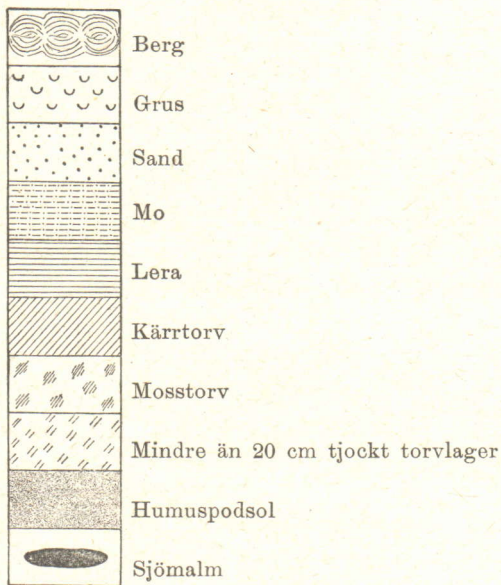 Berg
Grus
Sand
Mo
Lera
Kärrtorv
Mosstorv
Mindre än 20 cm tjockt torvlager
Humuspodsol
Sjömalm